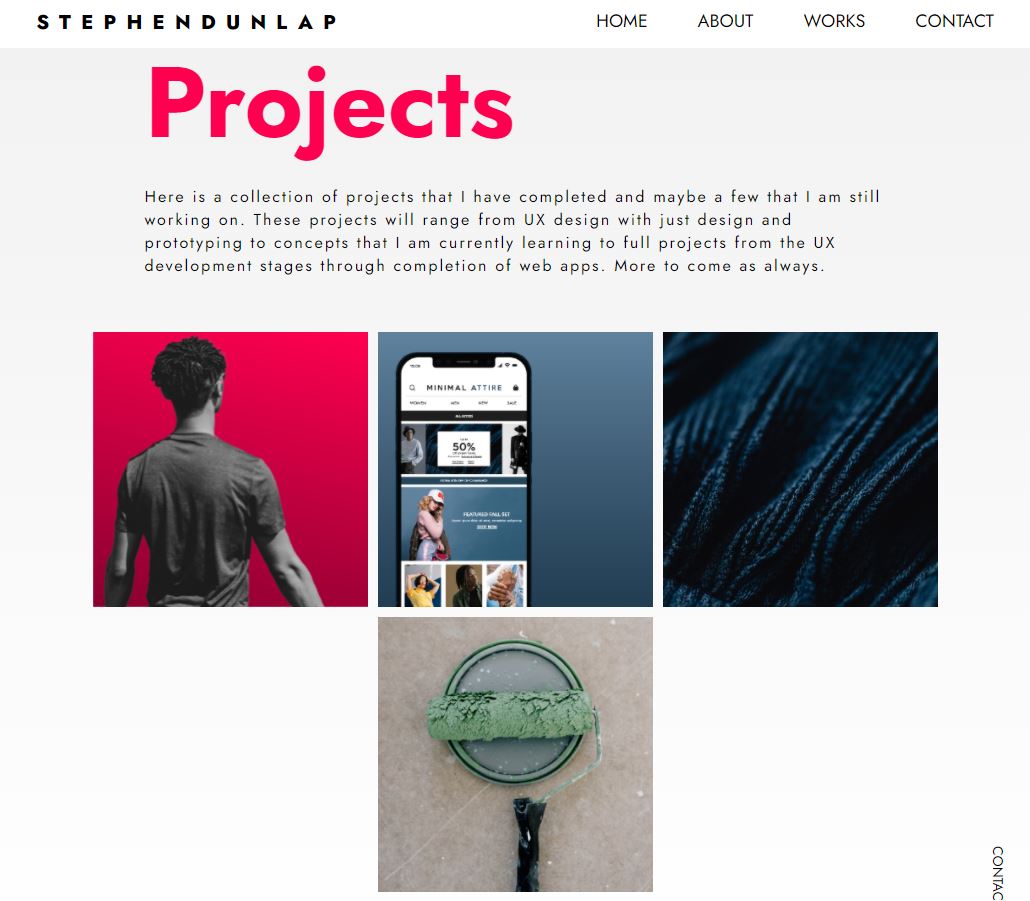 STEPHENDUNLAP
HOME ABOUT WORKS CONTACT
Projects
Here is a collection of projects that I have completed and maybe a few that I am still
working on. These projects will range from UX design with just design and
prototyping to concepts that I am currently learning to full projects from the UX
development stages through completion of web apps. More to come as always.
MINIMAL ATTIRE
WOMEN MEN NEW SALE
50%
FEATURED FALL SET
SHOP NOW
CONTAC